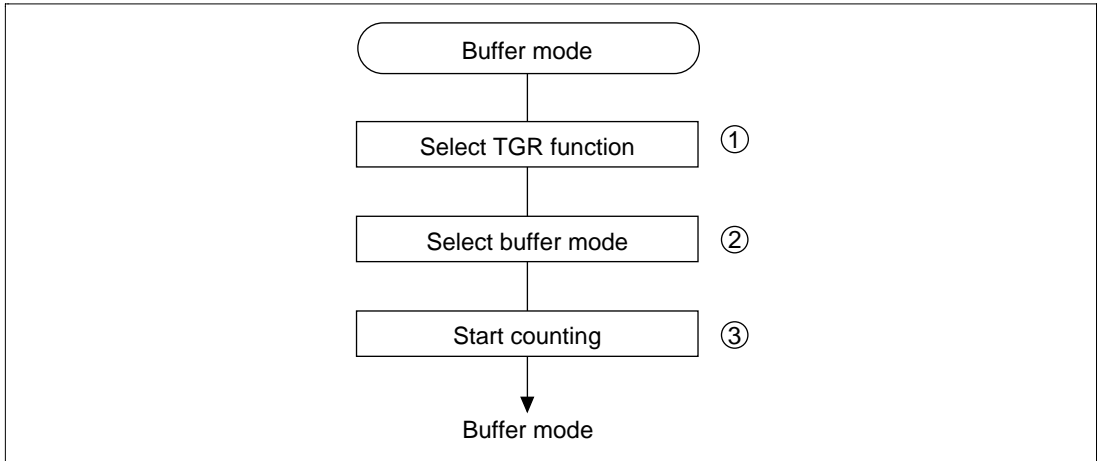 Buffer mode
Select TGR function ①
Select buffer mode ②
Start counting ③
Buffer mode